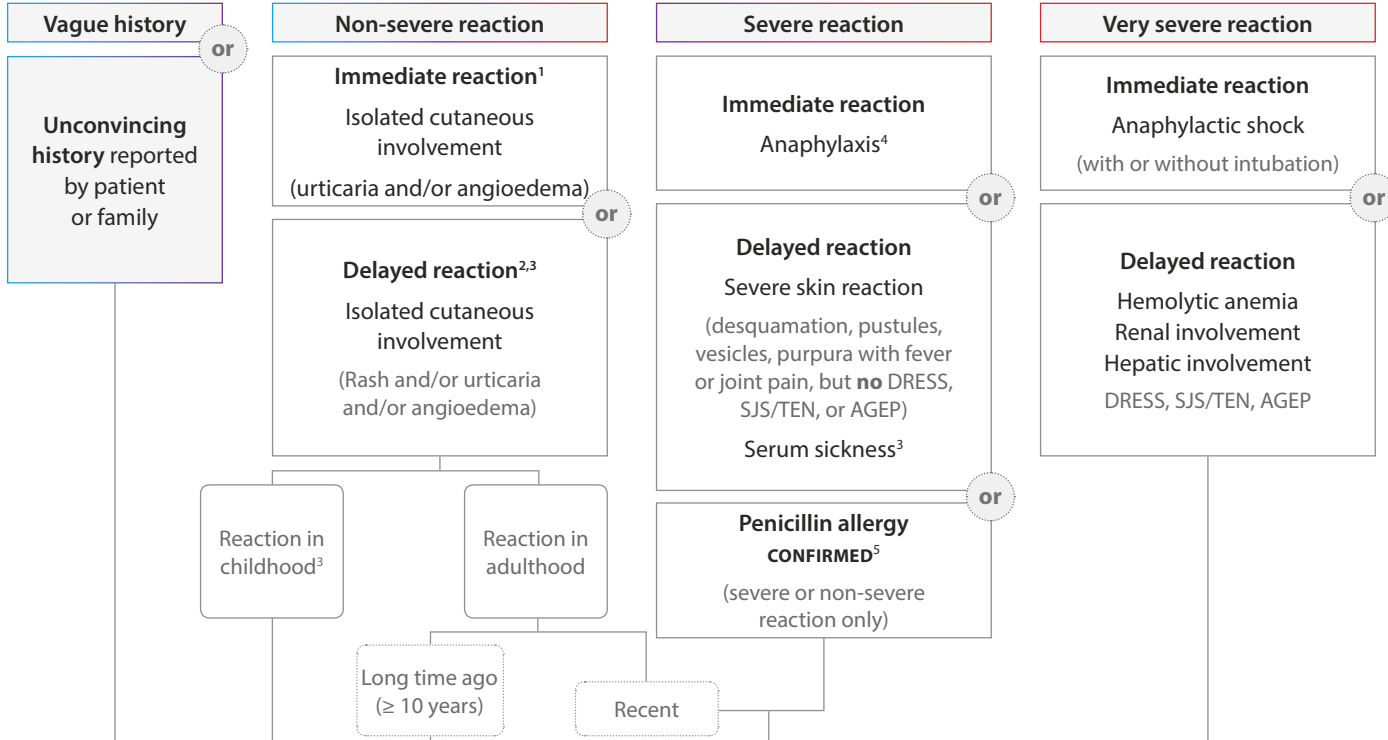 Vague history
or
Unconvincing
history reported
by patient
or family
Non-severe reaction
Immediate reaction¹
Isolated cutaneous
involvement
(urticaria and/or angioedema)
or
Delayed reaction²,³
Isolated cutaneous
involvement
(Rash and/or urticaria
and/or angioedema)
Reaction in
childhood³
Reaction in
adulthood
Long time ago
(≥ 10 years)
Recent
Severe reaction
Immediate reaction
Anaphylaxis⁴
or
Delayed reaction
Severe skin reaction
(desquamation, pustules,
vesicles, purpura with fever
or joint pain, but no DRESS,
SJS/TEN, or AGEP)
Serum sickness³
or
Penicillin allergy
CONFIRMED⁵
(severe or non-severe
reaction only)
Very severe reaction
Immediate reaction
Anaphylactic shock
(with or without intubation)
or
Delayed reaction
Hemolytic anemia
Renal involvement
Hepatic involvement
DRESS, SJS/TEN, AGEP